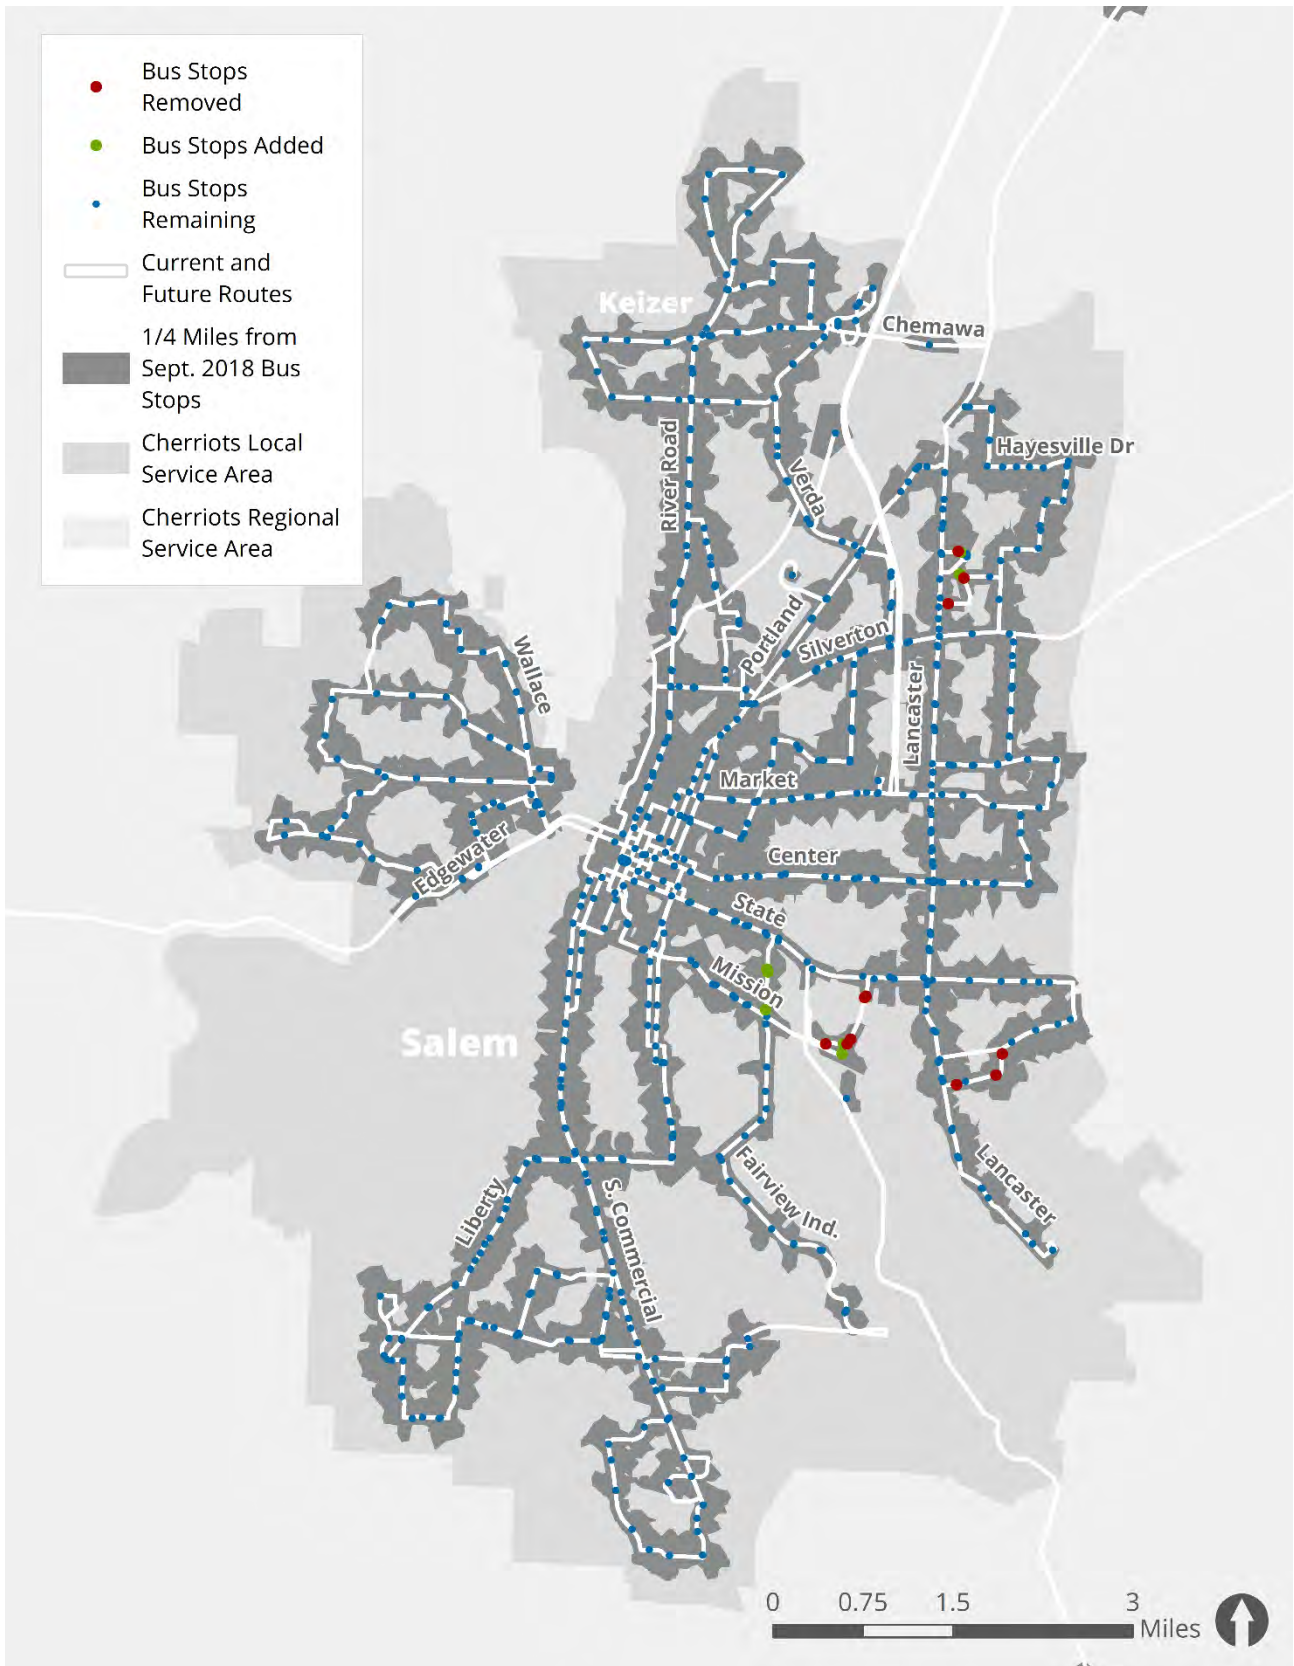 Bus Stops
Removed
Bus Stops Added
Bus Stops
Remaining
Current and
Future Routes
1/4 Miles from
Sept. 2018 Bus
Stops
Cherriots Local
Service Area
Cherriots Regional
Service Area
Keizer
Chemawa
River Road
Hayesville Dr
Verda
Portland
Silverton
Wallace
Lancaster
Market
Edgewater
Center
State
Mission
Salem
Liberty
S. Commercial
Fairview Ind.
Lancaster
0 0.75 1.5 3
Miles